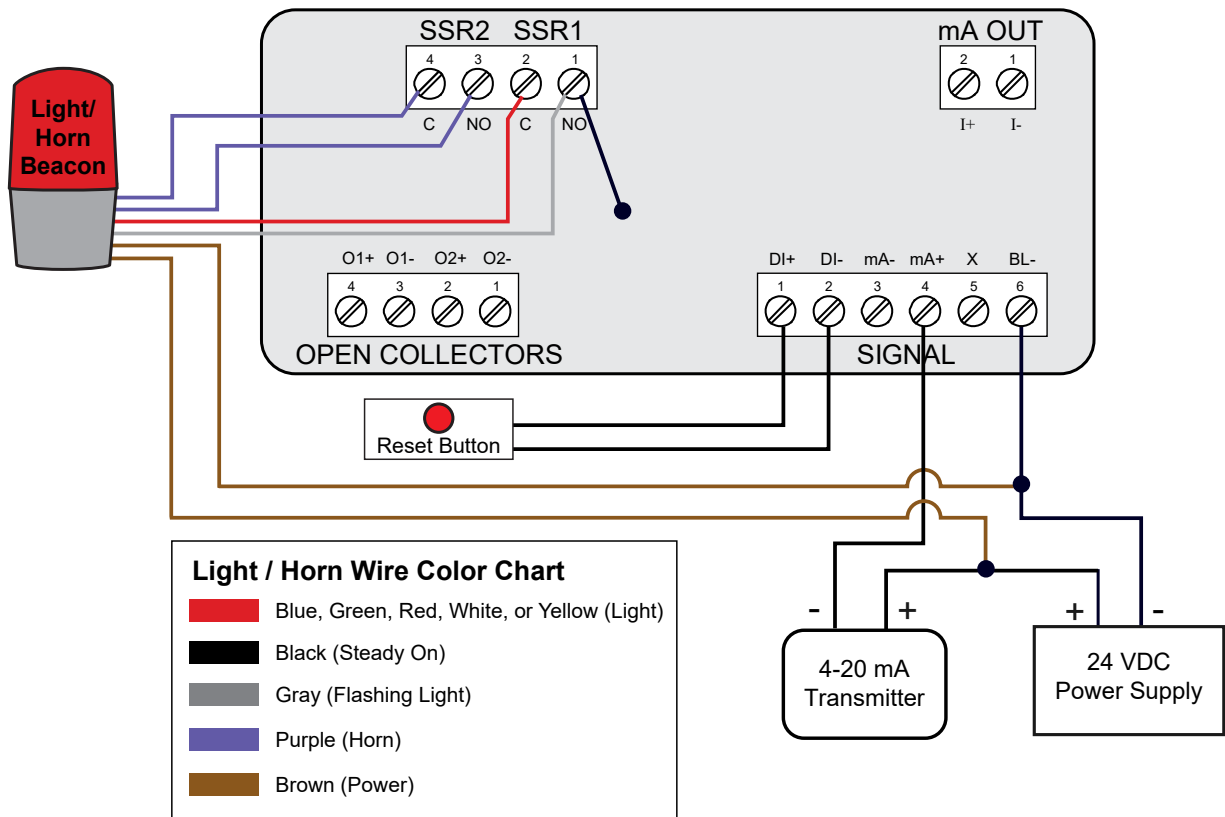 SSR2 SSR1
4 3 2 1
C NO C NO
mA OUT
2 1
I+ I-
Light/
Horn
Beacon
O1+ O1- O2+ O2-
4 3 2 1
OPEN COLLECTORS
DI+ DI- mA- mA+ X BL-
1 2 3 4 5 6
SIGNAL
Reset Button
Light / Horn Wire Color Chart
Blue, Green, Red, White, or Yellow (Light)
Black (Steady On)
Gray (Flashing Light)
Purple (Horn)
Brown (Power)
- +
4-20 mA
Transmitter
+ -
24 VDC
Power Supply